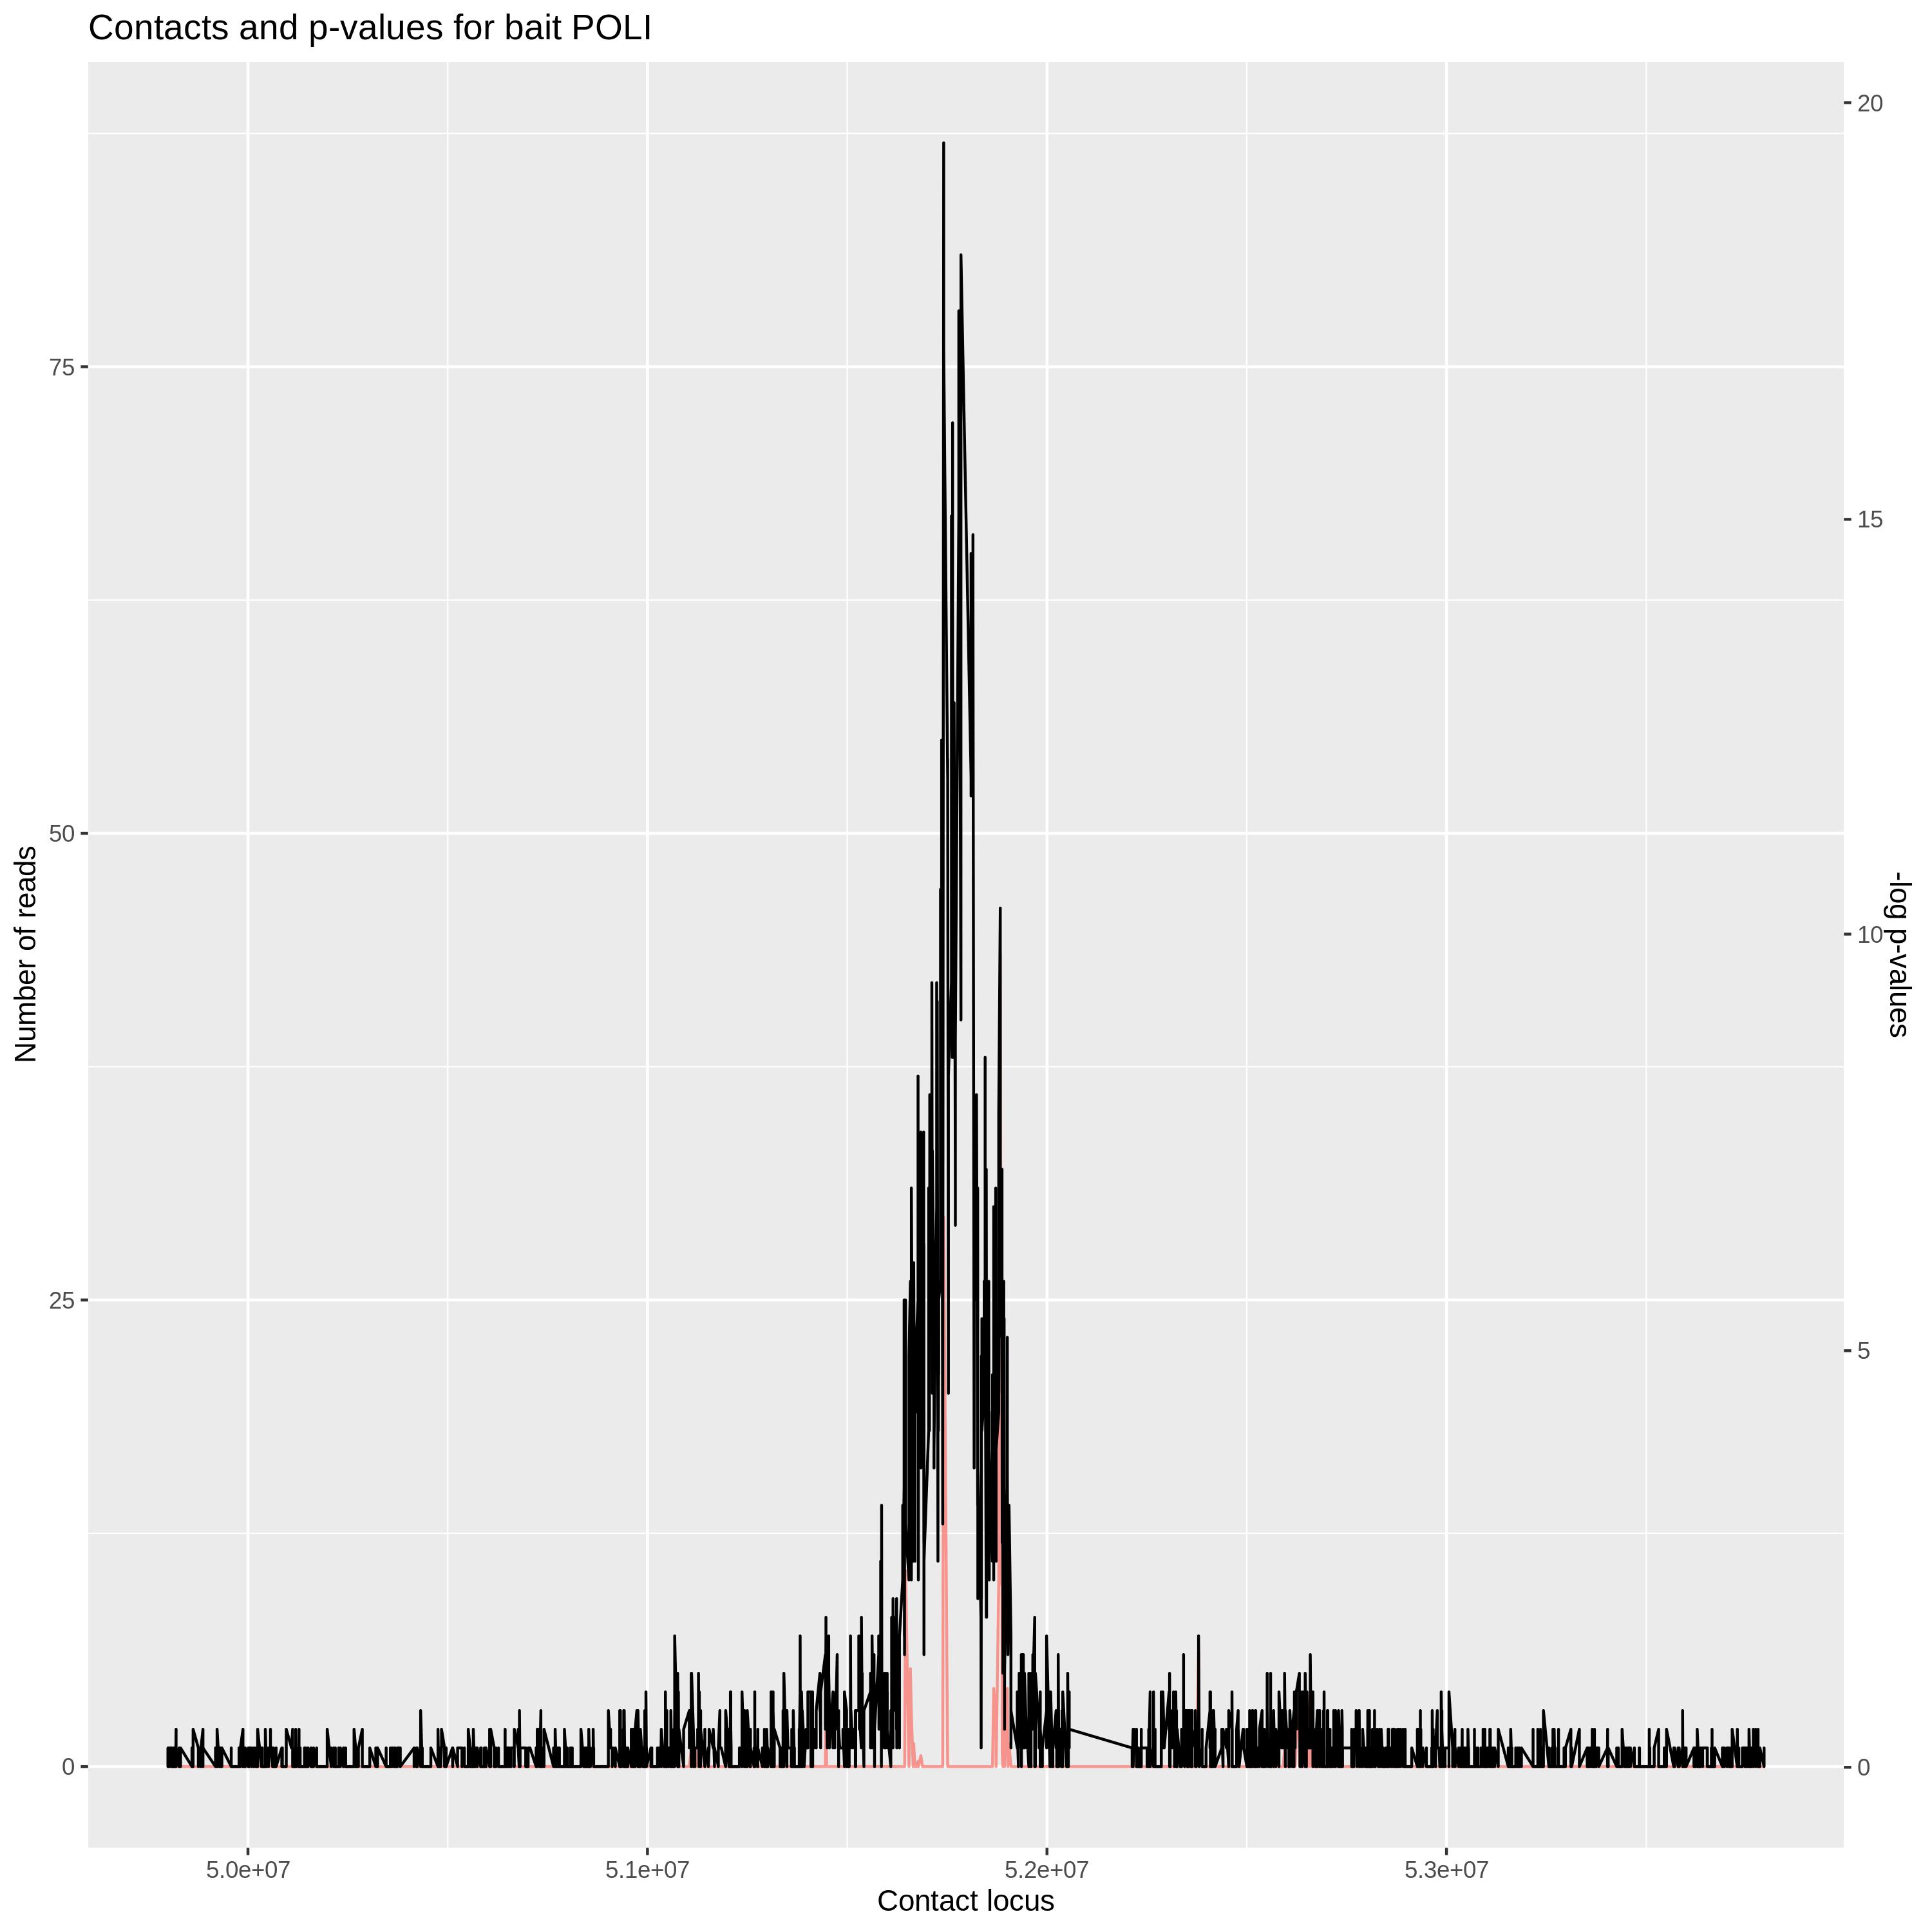 Contacts and p-values for bait POLI
Number of reads
75
50
25
0
20
15
10
5
0
-log p-values
5.0e+07
5.1e+07
5.2e+07
5.3e+07
Contact locus